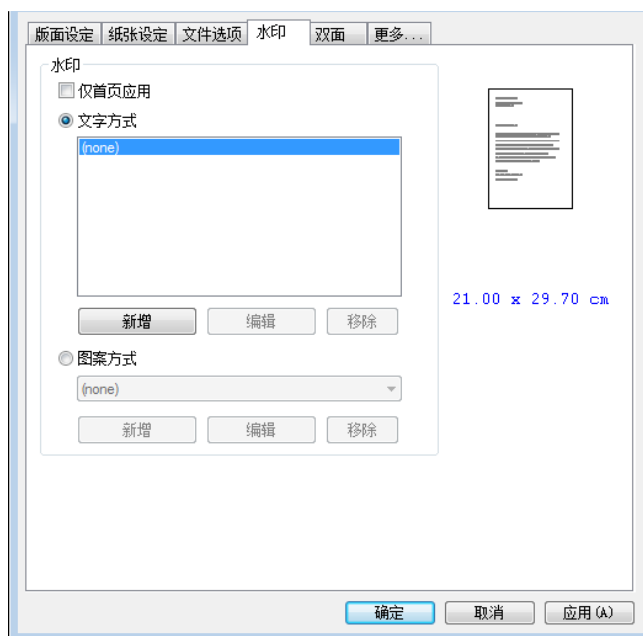 版面设定 纸张设定 文件选项 水印 双面 更多...
水印
仅首页应用
文字方式
(none)
21.00 x 29.70 cm
新增 编辑 移除
图案方式
(none)
新增 编辑 移除
确定 取消 应用(A)